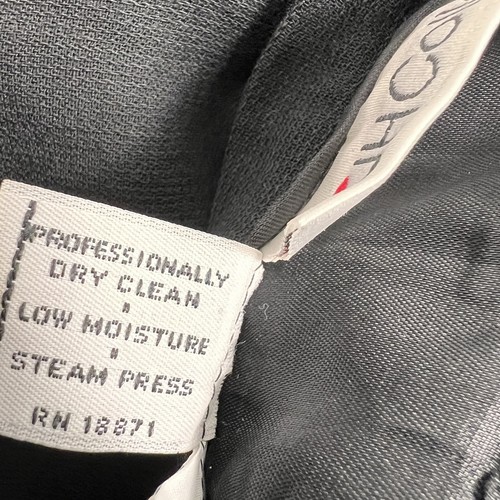 PROFESSIONALLY
DRY CLEAN
LOW MOISTURE
STEAM PRESS
RN 18871